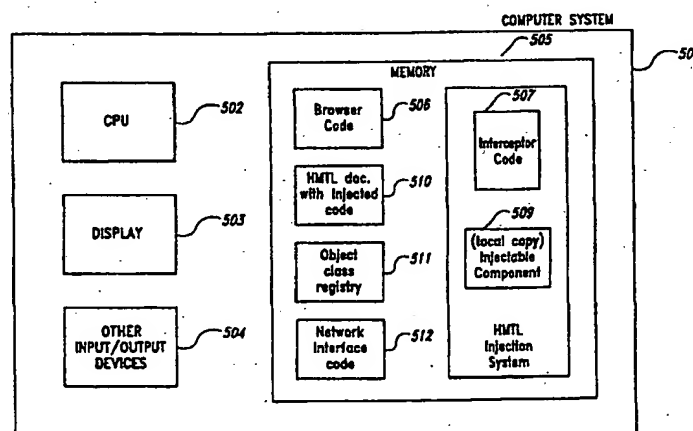 COMPUTER SYSTEM
505
50
MEMORY
CPU
502
Browser
Code
506
507
Interceptor
Code
HMTL doc.
with injected
code
510
DISPLAY
503
509
(local copy)
Injectable
Component
Object
class
registry
511
OTHER
INPUT/OUTPUT
DEVICES
504
Network
Interface
code
512
HMTL
Injection
System